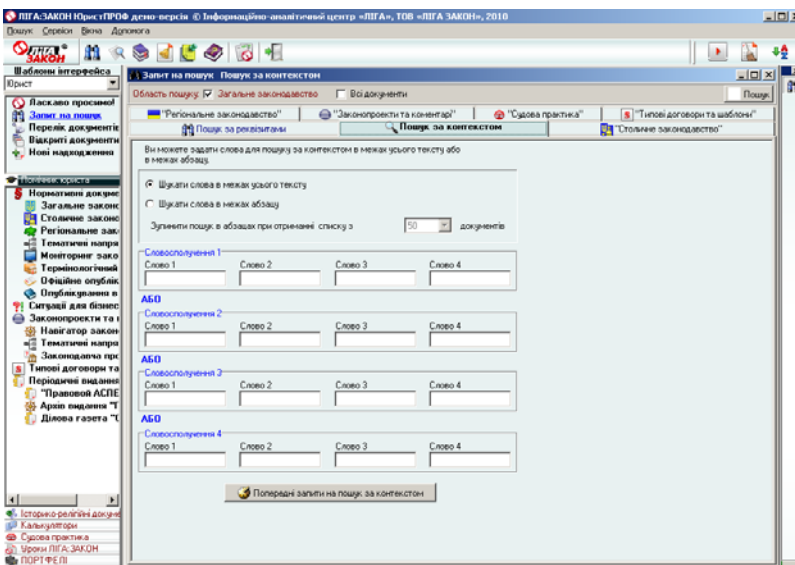 ЛІГА:ЗАКОН ЮристПРОФ демо-версія © Інформаційно-аналітичний центр «ЛІГА», ТОВ «ЛІГА ЗАКОН», 2010
Пошук Сервіси Вікна Допомога
ЛІГА ЗАКОН
Шаблони інтерфейса
Юрист
Ласкаво просимо!
Запит на пошук
Перелік документів
Відкриті документи
Нові надходження
Помічник юриста
Нормативні докуме
Загальне законо
Столичне законо
Регіональне зак
Тематичні напря
Моніторинг зако
Термінологічний
Офіційно опублік
Опублікування в
Ситуації для бізнес
Законопроекти та
Навігатор закон
Тематичні напря
Законодавча про
Типові договори та
Періодичні видання
"Правовой АСПЕ
Архів видання "Г
Ділова газета "
Історико-релігійні докуме
Калькулятори
Судова практика
Уроки ЛІГА:ЗАКОН
ПОРТФЕЛІ
Запит на пошук Пошук за контекстом
Область пошуку: Загальне законодавство Всі документи Пошук
"Регіональне законодавство" "Законопроекти та коментарі" "Судова практика" "Типові договори та шаблони"
Пошук за реквізитами Пошук за контекстом "Столичне законодавство"
Ви можете задати слова для пошуку за контекстом в межах усього тексту або
в межах абзацу.
Шукати слова в межах усього тексту
Шукати слова в межах абзацу
Зупинити пошук в абзацах при отриманні списку з 50 документів
Словосполучення 1
Слово 1 Слово 2 Слово 3 Слово 4
АБО
Словосполучення 2
Слово 1 Слово 2 Слово 3 Слово 4
АБО
Словосполучення 3
Слово 1 Слово 2 Слово 3 Слово 4
АБО
Словосполучення 4
Слово 1 Слово 2 Слово 3 Слово 4
Попередні запити на пошук за контекстом